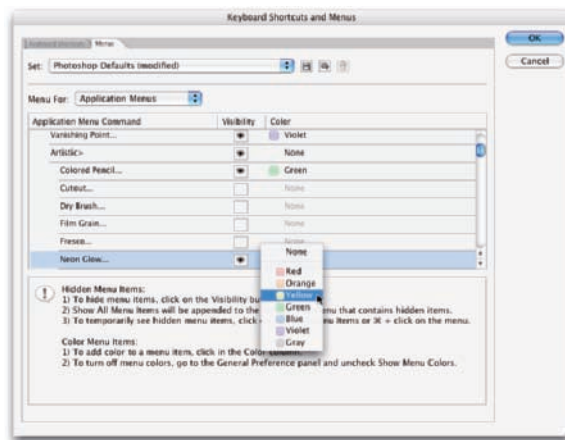 Keyboard Shortcuts and Menus
Keyboard Shortcuts Menus
OK
Cancel
Set: Photoshop Defaults (modified)
Menu For: Application Menus
Application Menu Command Visibility Color
Vanishing Point... Violet
Artistic> None
Colored Pencil... Green
Cutout... None
Dry Brush... None
Film Grain... None
Fresco... None
Neon Glow...
None
Red
Orange
Yellow
Green
Blue
Violet
Gray
Hidden Menu Items:
1) To hide menu items, click on the Visibility
2) Show All Menu Items will be appended to the nu that contains hidden items.
3) To temporarily see hidden menu items, click nu Items or ⌘ + click on the menu.
Color Menu Items:
1) To add color to a menu item, click in the Color column.
2) To turn off menu colors, go to the General Preference panel and uncheck Show Menu Colors.